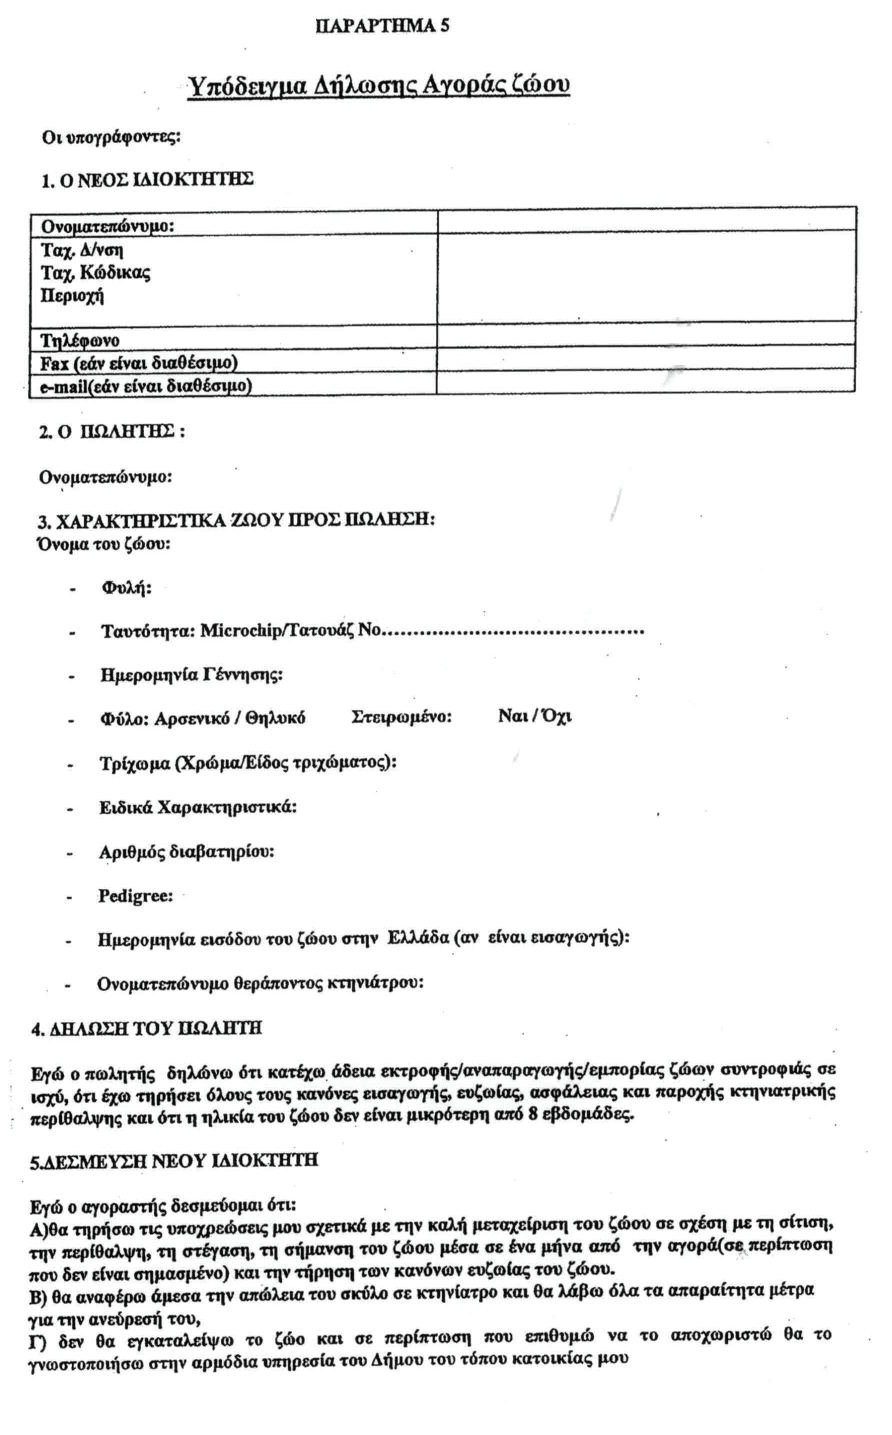 ΠΑΡΑΡΤΗΜΑ 5
Υπόδειγμα Δήλωσης Αγοράς ζώου
Οι υπογράφοντες:
1. Ο ΝΕΟΣ ΙΔΙΟΚΤΗΤΗΣ
Ονοματεπώνυμο:
Ταχ. Δ/νση
Ταχ. Κώδικας
Περιοχή
Τηλέφωνο
Fax (εάν είναι διαθέσιμο)
e-mail(εάν είναι διαθέσιμο)
2. Ο ΠΩΛΗΤΗΣ :
Ονοματεπώνυμο:
3. ΧΑΡΑΚΤΗΡΙΣΤΙΚΑ ΖΩΟΥ ΠΡΟΣ ΠΩΛΗΣΗ:
Όνομα του ζώου:
- Φυλή:
- Ταυτότητα: Microchip/Τατουάζ No.........................................
- Ημερομηνία Γέννησης:
- Φύλο: Αρσενικό / Θηλυκό Στειρωμένο: Ναι / Όχι
- Τρίχωμα (Χρώμα/Είδος τριχώματος):
- Ειδικά Χαρακτηριστικά:
- Αριθμός διαβατηρίου:
- Pedigree:
- Ημερομηνία εισόδου του ζώου στην Ελλάδα (αν είναι εισαγωγής):
- Ονοματεπώνυμο θεράποντος κτηνιάτρου:
4. ΔΗΛΩΣΗ ΤΟΥ ΠΩΛΗΤΗ
Εγώ ο πωλητής δηλώνω ότι κατέχω άδεια εκτροφής/αναπαραγωγής/εμπορίας ζώων συντροφιάς σε
ισχύ, ότι έχω τηρήσει όλους τους κανόνες εισαγωγής, ευζωίας, ασφάλειας και παροχής κτηνιατρικής
περίθαλψης και ότι η ηλικία του ζώου δεν είναι μικρότερη από 8 εβδομάδες.
5.ΔΕΣΜΕΥΣΗ ΝΕΟΥ ΙΔΙΟΚΤΗΤΗ
Εγώ ο αγοραστής δεσμεύομαι ότι:
Α)θα τηρήσω τις υποχρεώσεις μου σχετικά με την καλή μεταχείριση του ζώου σε σχέση με τη σίτιση,
την περίθαλψη, τη στέγαση, τη σήμανση του ζώου μέσα σε ένα μήνα από την αγορά(σε περίπτωση
που δεν είναι σημασμένο) και την τήρηση των κανόνων ευζωίας του ζώου.
Β) θα αναφέρω άμεσα την απώλεια του σκύλο σε κτηνίατρο και θα λάβω όλα τα απαραίτητα μέτρα
για την ανεύρεσή του,
Γ) δεν θα εγκαταλείψω το ζώο και σε περίπτωση που επιθυμώ να το αποχωριστώ θα το
γνωστοποιήσω στην αρμόδια υπηρεσία του Δήμου του τόπου κατοικίας μου